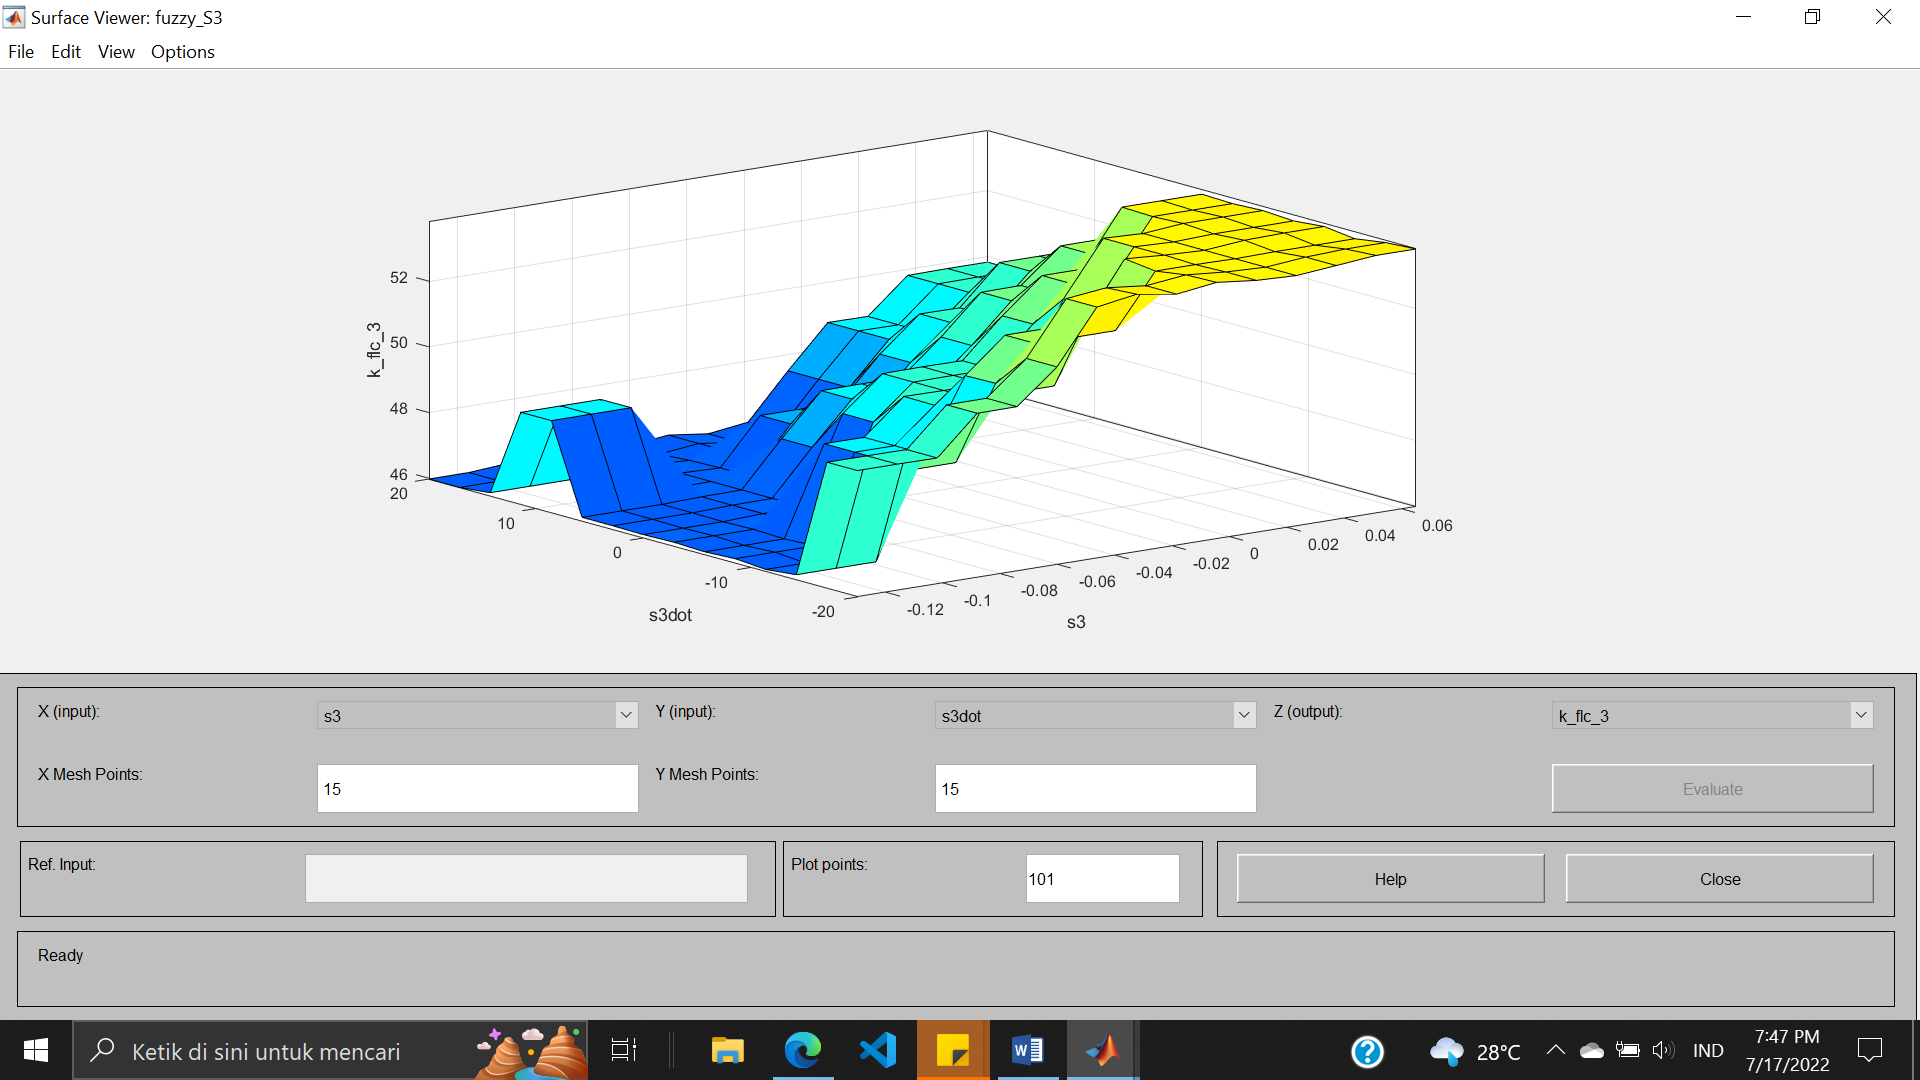 Surface Viewer: fuzzy_S3
File Edit View Options
52
50
48
46
k_flc_3
20
10
0
-10
-20
s3dot
-0.12
-0.1
-0.08
-0.06
-0.04
-0.02
0
0.02
0.04
0.06
s3
X (input): s3 Y (input): s3dot Z (output): k_flc_3
X Mesh Points: 15 Y Mesh Points: 15 Evaluate
Ref. Input: Plot points: 101 Help Close
Ready
Ketik di sini untuk mencari 28°C IND 7:47 PM
7/17/2022